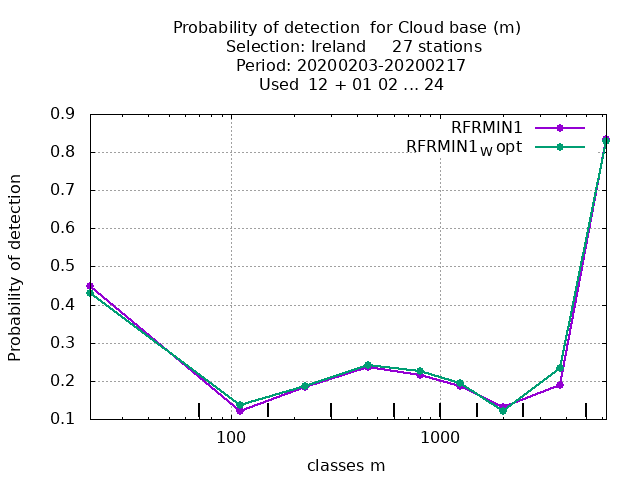 Probability of detection  for Cloud base (m)
Selection: Ireland     27 stations
Period: 20200203-20200217
Used  12 + 01 02 ... 24
RFRMIN1
RFRMIN1W opt
0.9
0.8
0.7
0.6
0.5
0.4
0.3
0.2
0.1
Probability of detection
100
1000
classes m